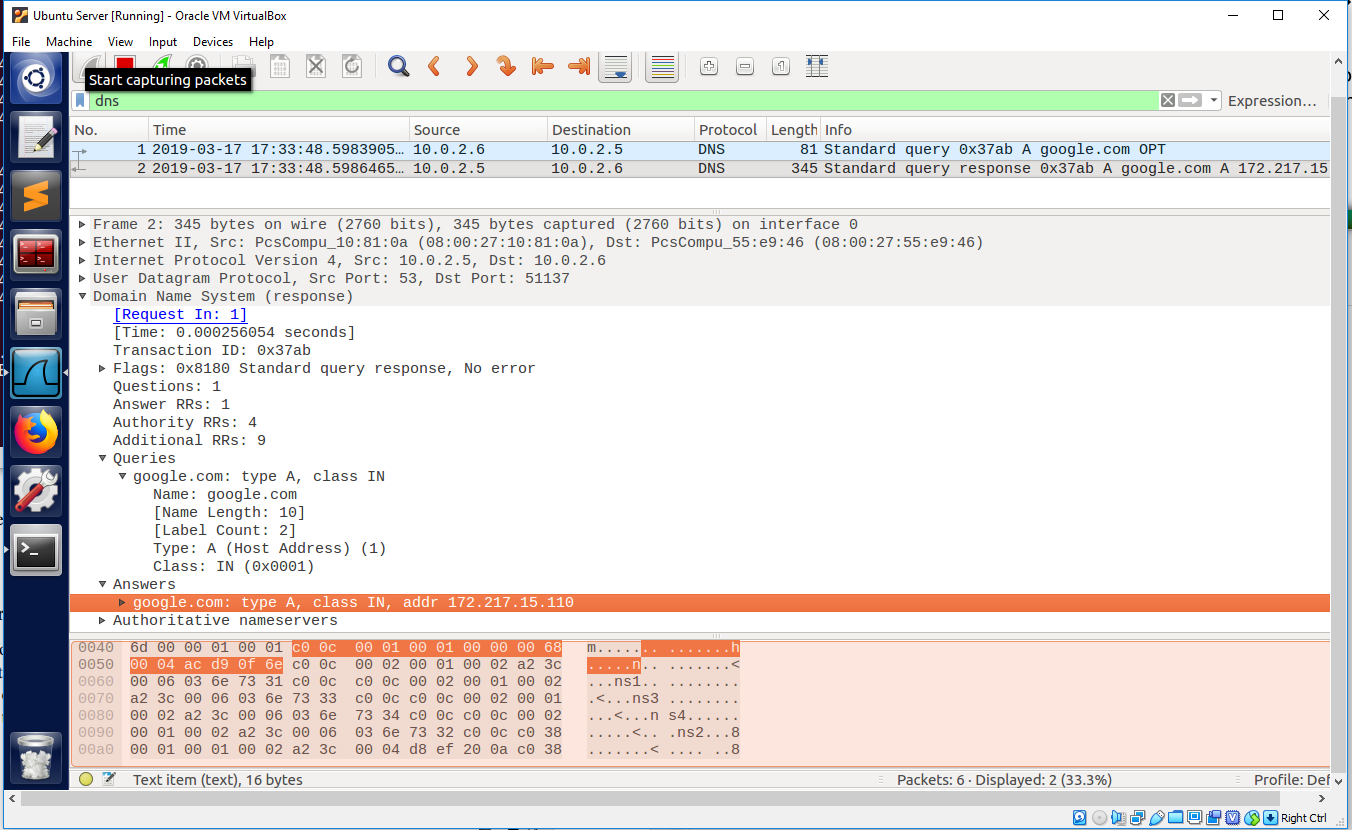 Ubuntu Server [Running] - Oracle VM VirtualBox
File Machine View Input Devices Help
Start capturing packets
dns
Expression…
No. Time Source Destination Protocol Length Info
1 2019-03-17 17:33:48.5983905… 10.0.2.6 10.0.2.5 DNS 81 Standard query 0x37ab A google.com OPT
2 2019-03-17 17:33:48.5986465… 10.0.2.5 10.0.2.6 DNS 345 Standard query response 0x37ab A google.com A 172.217.15
Frame 2: 345 bytes on wire (2760 bits), 345 bytes captured (2760 bits) on interface 0
Ethernet II, Src: PcsCompu_10:81:0a (08:00:27:10:81:0a), Dst: PcsCompu_55:e9:46 (08:00:27:55:e9:46)
Internet Protocol Version 4, Src: 10.0.2.5, Dst: 10.0.2.6
User Datagram Protocol, Src Port: 53, Dst Port: 51137
Domain Name System (response)
[Request In: 1]
[Time: 0.000256054 seconds]
Transaction ID: 0x37ab
Flags: 0x8180 Standard query response, No error
Questions: 1
Answer RRs: 1
Authority RRs: 4
Additional RRs: 9
Queries
google.com: type A, class IN
Name: google.com
[Name Length: 10]
[Label Count: 2]
Type: A (Host Address) (1)
Class: IN (0x0001)
Answers
google.com: type A, class IN, addr 172.217.15.110
Authoritative nameservers
0040 6d 00 00 01 00 01 c0 0c 00 01 00 01 00 00 00 68 m..... .......h
0050 00 04 ac d9 0f 6e c0 0c 00 02 00 01 00 02 a2 3c .....n.. .......<
0060 00 06 03 6e 73 31 c0 0c c0 0c 00 02 00 01 00 02 ...ns1.. ........
0070 a2 3c 00 06 03 6e 73 33 c0 0c c0 0c 00 02 00 01 .<...ns3 ........
0080 00 02 a2 3c 00 06 03 6e 73 34 c0 0c c0 0c 00 02 ...<...n s4......
0090 00 01 00 02 a2 3c 00 06 03 6e 73 32 c0 0c c0 38 .....<.. .ns2...8
00a0 00 01 00 01 00 02 a2 3c 00 04 d8 ef 20 0a c0 38 .......< .... ..8
Text item (text), 16 bytes
Packets: 6 · Displayed: 2 (33.3%)
Profile: Def
Right Ctrl